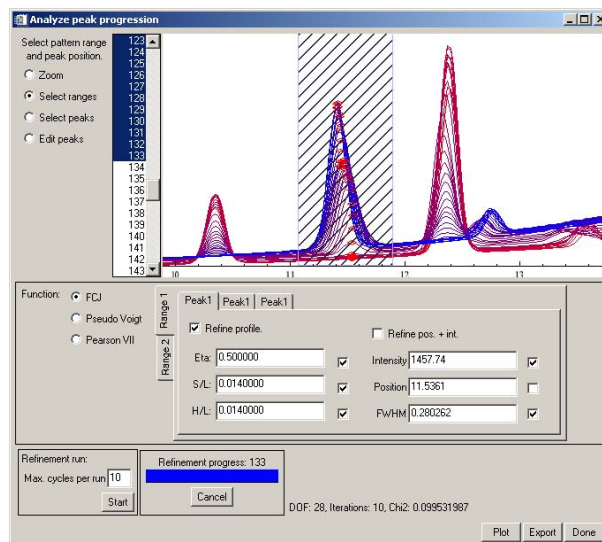 Analyze peak progression
Select pattern range
and peak position.
Zoom
Select ranges
Select peaks
Edit peaks
123
124
125
126
127
128
129
130
131
132
133
134
135
136
137
138
139
140
141
142
143
10
11
12
13
Function:
FCJ
Pseudo Voigt
Pearson VII
Range 1
Range 2
Peak1 Peak1 Peak1
Refine profile.
Refine pos. + int.
Eta: 0.500000
Intensity 1457.74
S/L: 0.0140000
Position 11.5361
H/L: 0.0140000
FWHM 0.280262
Refinement run:
Max. cycles per run 10
Start
Refinement progress: 133
Cancel
DOF: 28, Iterations: 10, Chi2: 0.099531987
Plot Export Done